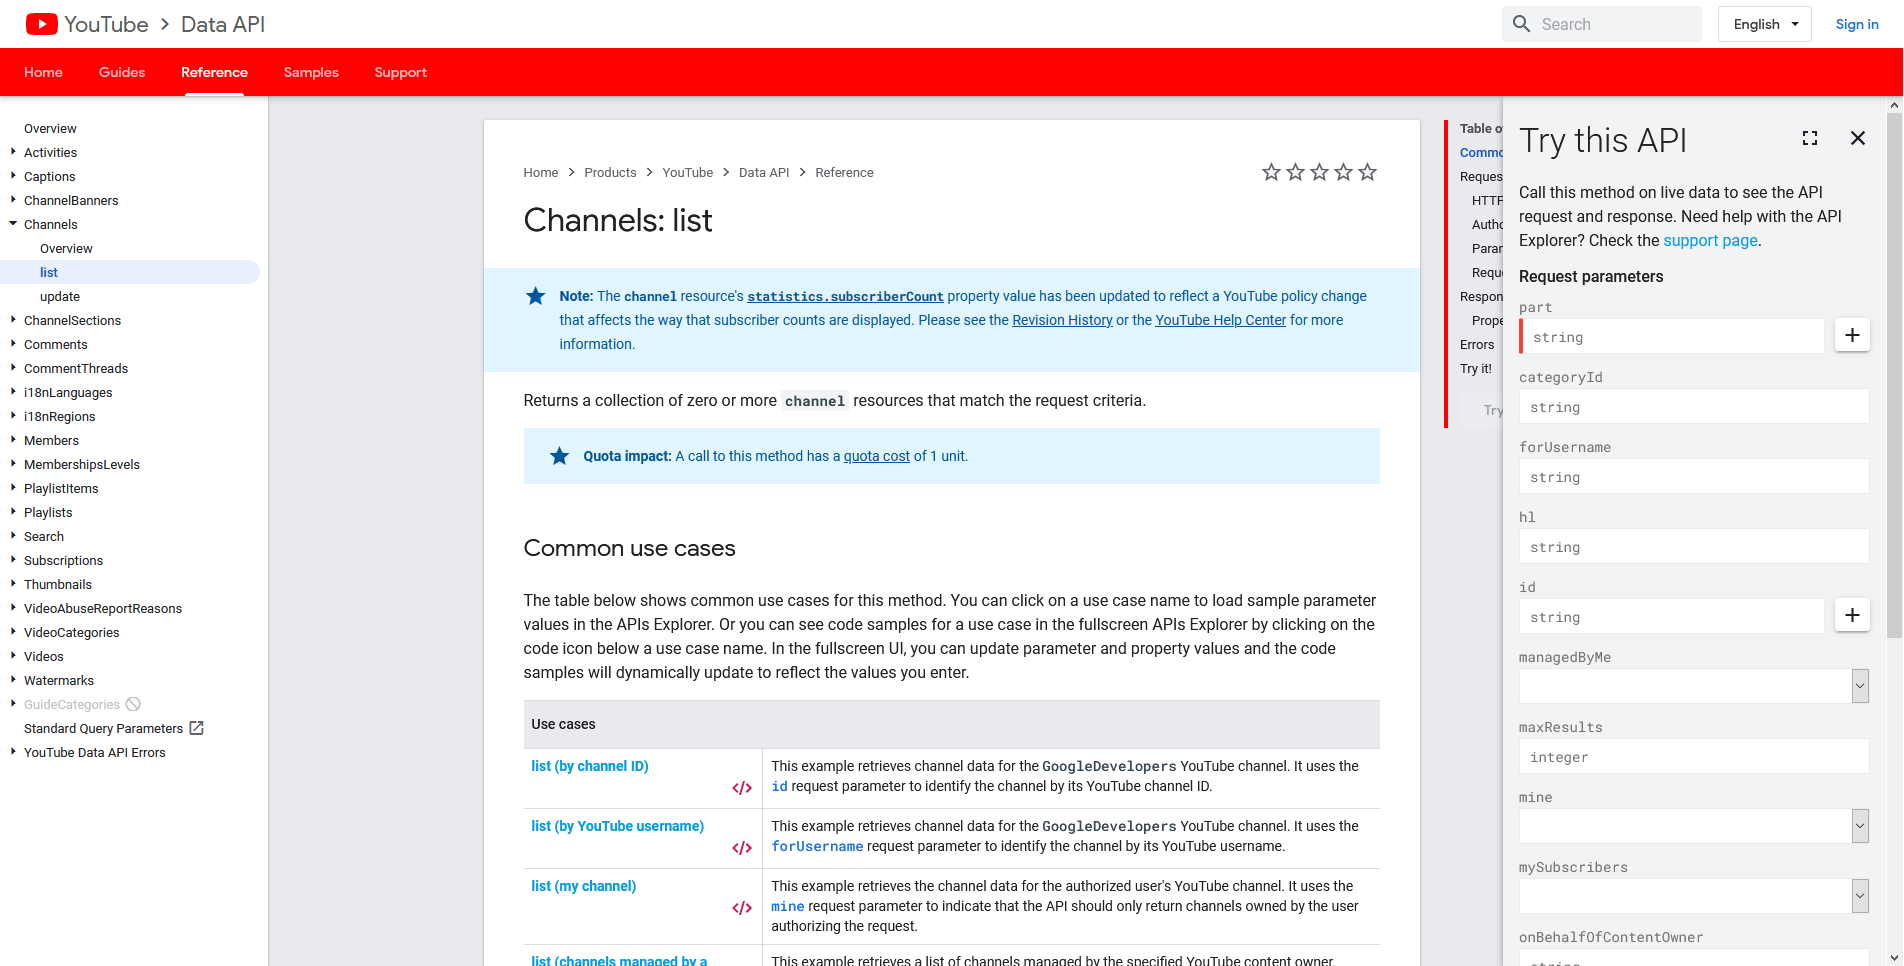 YouTube > Data API
Search
English
Sign in
Home
Guides
Reference
Samples
Support
Overview
Activities
Captions
ChannelBanners
Channels
Overview
list
update
ChannelSections
Comments
CommentThreads
i18nLanguages
i18nRegions
Members
MembershipsLevels
PlaylistItems
Playlists
Search
Subscriptions
Thumbnails
VideoAbuseReportReasons
VideoCategories
Videos
Watermarks
GuideCategories
Standard Query Parameters
YouTube Data API Errors
Home > Products > YouTube > Data API > Reference
Channels: list
Note: The channel resource's statistics.subscriberCount property value has been updated to reflect a YouTube policy change
that affects the way that subscriber counts are displayed. Please see the Revision History or the YouTube Help Center for more
information.
Returns a collection of zero or more channel resources that match the request criteria.
Quota impact: A call to this method has a quota cost of 1 unit.
Common use cases
The table below shows common use cases for this method. You can click on a use case name to load sample parameter
values in the APIs Explorer. Or you can see code samples for a use case in the fullscreen APIs Explorer by clicking on the
code icon below a use case name. In the fullscreen UI, you can update parameter and property values and the code
samples will dynamically update to reflect the values you enter.
Use cases
list (by channel ID)
</>
This example retrieves channel data for the GoogleDevelopers YouTube channel. It uses the
id request parameter to identify the channel by its YouTube channel ID.
list (by YouTube username)
</>
This example retrieves channel data for the GoogleDevelopers YouTube channel. It uses the
forUsername request parameter to identify the channel by its YouTube username.
list (my channel)
</>
This example retrieves the channel data for the authorized user's YouTube channel. It uses the
mine request parameter to indicate that the API should only return channels owned by the user
authorizing the request.
list (channels managed by a
This example retrieves a list of channels managed by the specified YouTube content owner.
Table o
Commo
Reques
HTTP
Autho
Parar
Requ
Respon
Prope
Errors
Try it!
Try
Try this API
Call this method on live data to see the API
request and response. Need help with the API
Explorer? Check the support page.
Request parameters
part
string
+
categoryId
string
forUsername
string
hl
string
id
string
+
managedByMe
maxResults
integer
mine
mySubscribers
onBehalfOfContentOwner
string